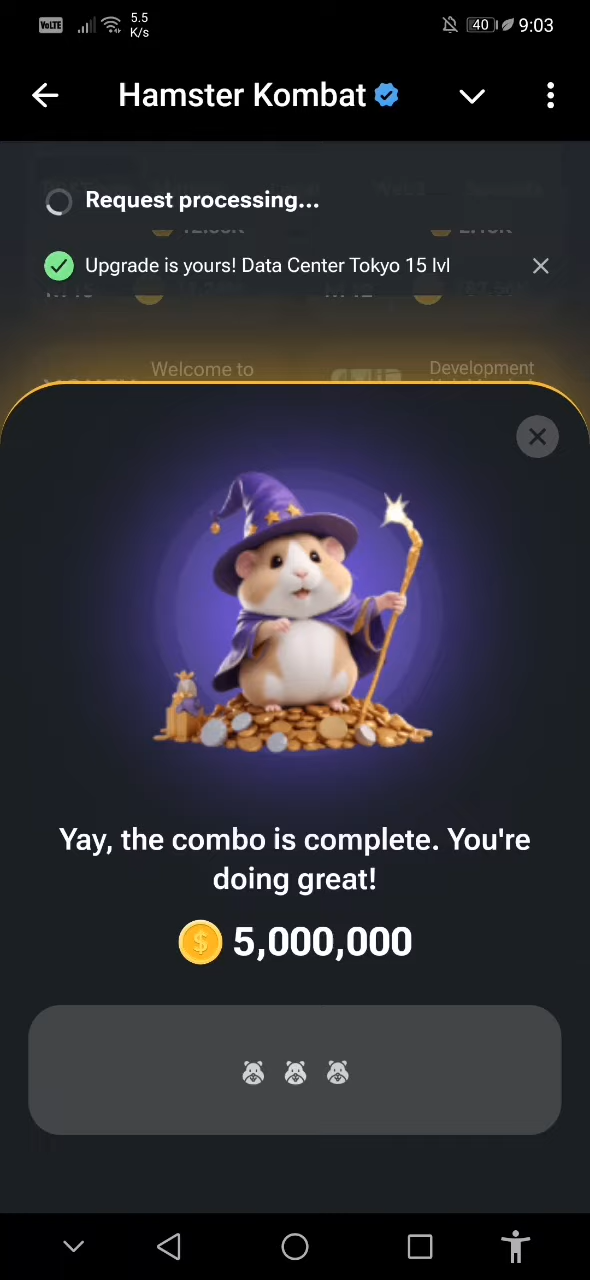 VoLTE
5.5
K/s
40
9:03
Hamster Kombat
Request processing...
Upgrade is yours! Data Center Tokyo 15 lvl
Welcome to
Development
Yay, the combo is complete. You're
doing great!
5,000,000